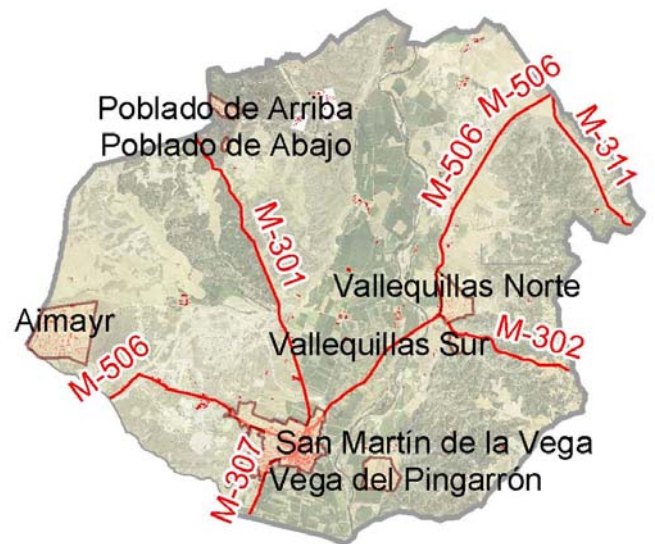 M-506
Poblado de Arriba
Poblado de Abajo
M-506
M-311
M-301
Vallequillas Norte
Aimayr
Vallequillas Sur
M-302
M-506
San Martín de la Vega
M-307
Vega del Pingarrón